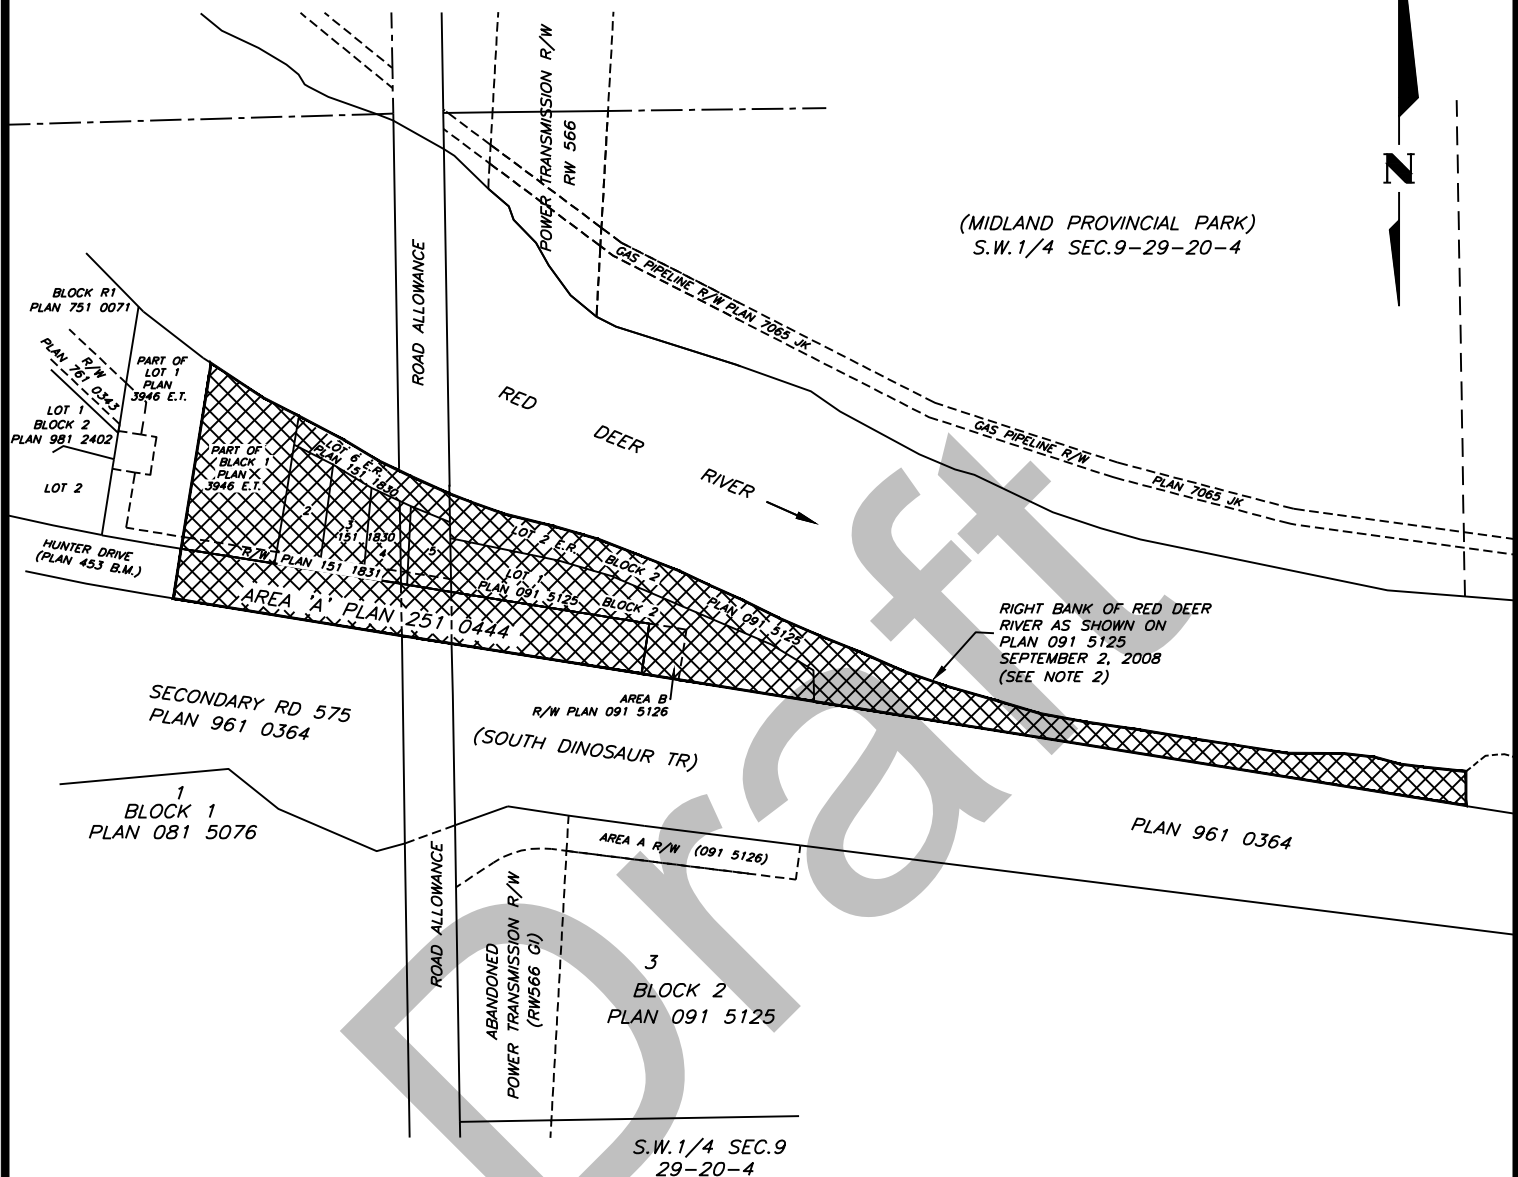 POWER TRANSMISSION R/W
RW 566
N
(MIDLAND PROVINCIAL PARK)
S.W.1/4 SEC.9-29-20-4
ROAD ALLOWANCE
GAS PIPELINE R/W PLAN 7065 JK
BLOCK R1
PLAN 751 0071
R/W
PLAN 761 0343
PART OF
LOT 1
PLAN
3946 E.T.
LOT 1
BLOCK 2
PLAN 981 2402
LOT 2
HUNTER DRIVE
(PLAN 453 B.M.)
RED DEER RIVER
GAS PIPELINE R/W
PLAN 7065 JK
PART OF
BLACK 1
PLAN X
3946 E.T.
LOT 6 E.R.
PLAN 151 1830
2
3
151 1830
4
5
R/W PLAN 151 1831
LOT 2 E.R. BLOCK 2 PLAN 091 5125
LOT 1 BLOCK 2
PLAN 091 5125
AREA 'A' PLAN 251 0444
AREA B
R/W PLAN 091 5126
RIGHT BANK OF RED DEER
RIVER AS SHOWN ON
PLAN 091 5125
SEPTEMBER 2, 2008
(SEE NOTE 2)
SECONDARY RD 575
PLAN 961 0364
(SOUTH DINOSAUR TR)
1
BLOCK 1
PLAN 081 5076
PLAN 961 0364
AREA A R/W (091 5126)
ROAD ALLOWANCE
ABANDONED
POWER TRANSMISSION R/W
(RW566 GI)
3
BLOCK 2
PLAN 091 5125
S.W.1/4 SEC.9
29-20-4
Draft